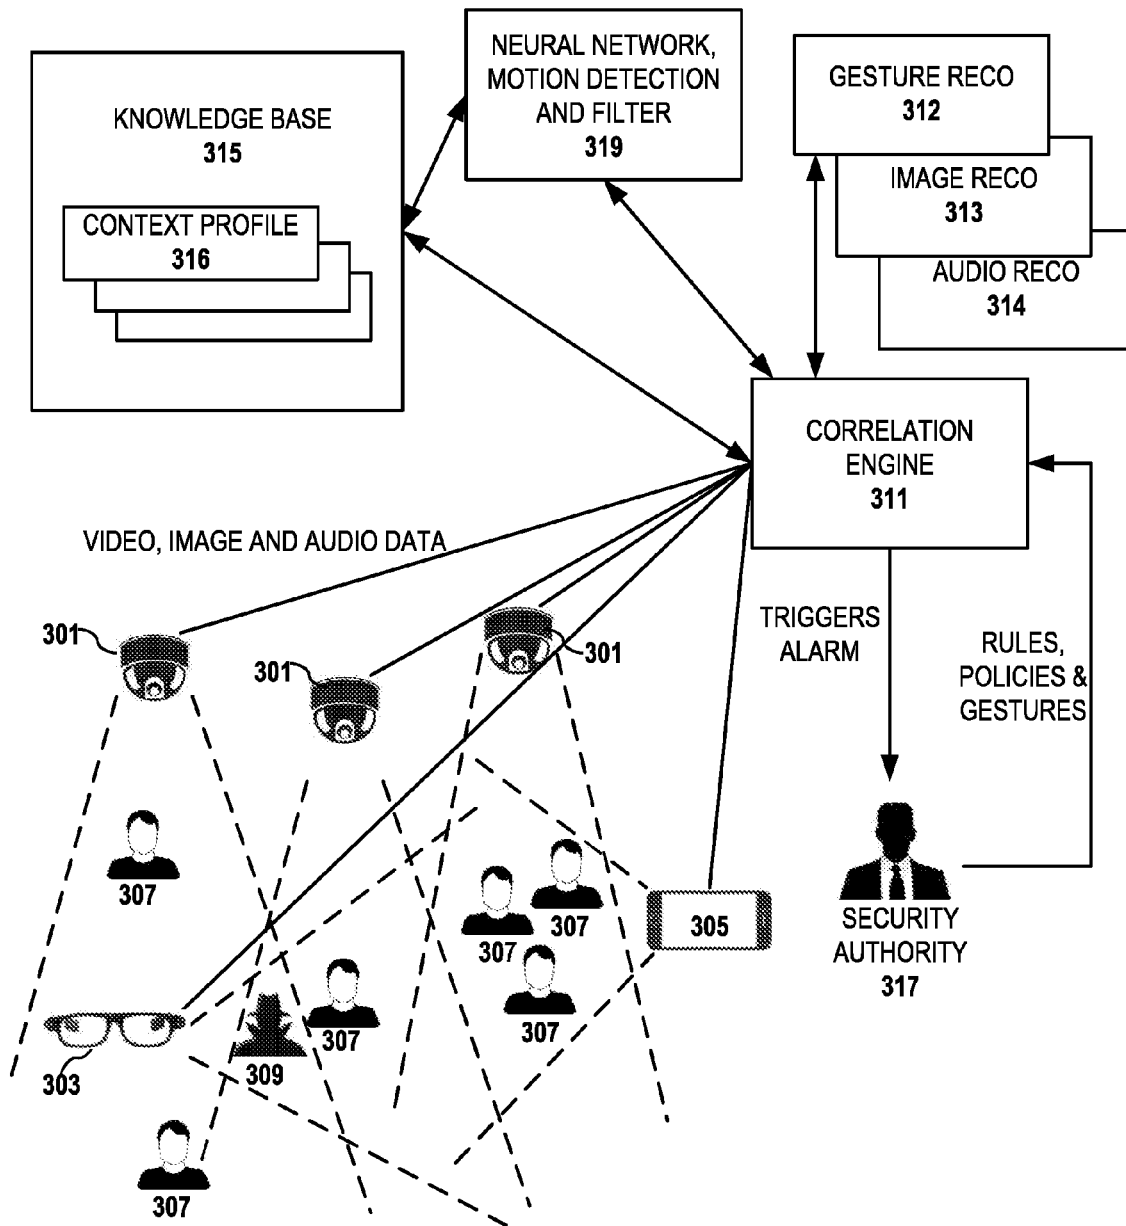 NEURAL NETWORK,
MOTION DETECTION
AND FILTER
319
GESTURE RECO
312
KNOWLEDGE BASE
315
IMAGE RECO
313
CONTEXT PROFILE
316
AUDIO RECO
314
CORRELATION
ENGINE
311
VIDEO, IMAGE AND AUDIO DATA
301
301
301
TRIGGERS
ALARM
RULES,
POLICIES &
GESTURES
307
307
307
305
SECURITY
AUTHORITY
317
307
307
303
309
307